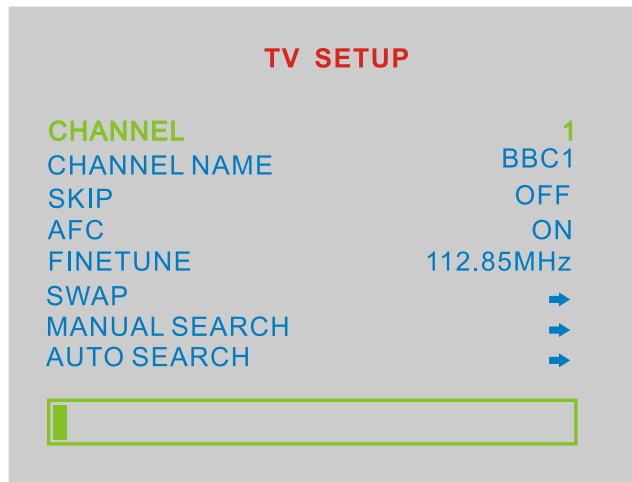 TV SETUP
CHANNEL 1
CHANNEL NAME BBC1
SKIP OFF
AFC ON
FINETUNE 112.85MHz
SWAP
MANUAL SEARCH
AUTO SEARCH